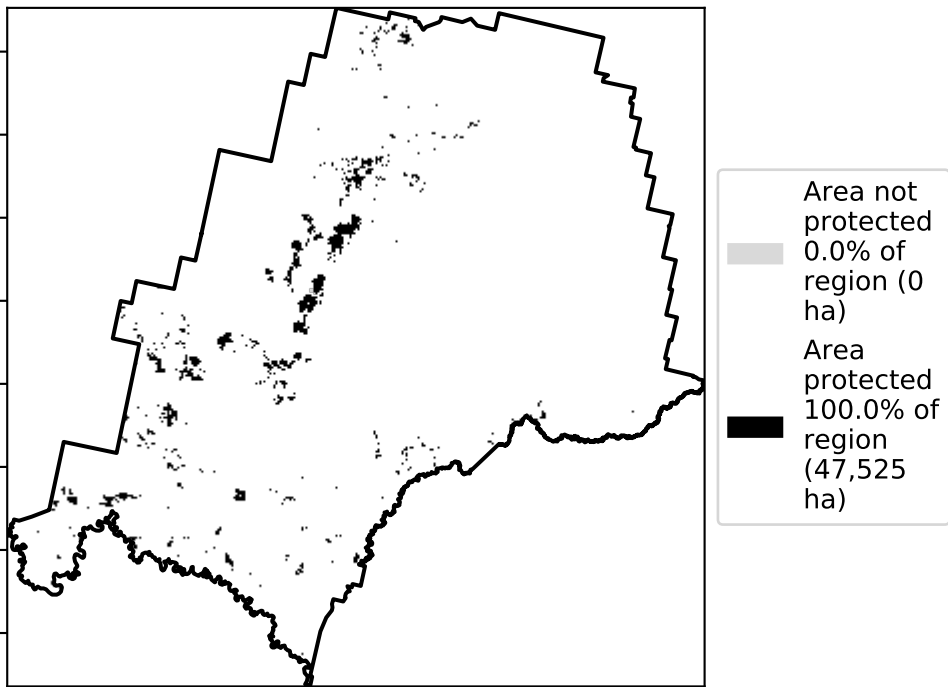 Area not
protected
0.0% of
region (0
ha)
Area
protected
100.0% of
region
(47,525
ha)